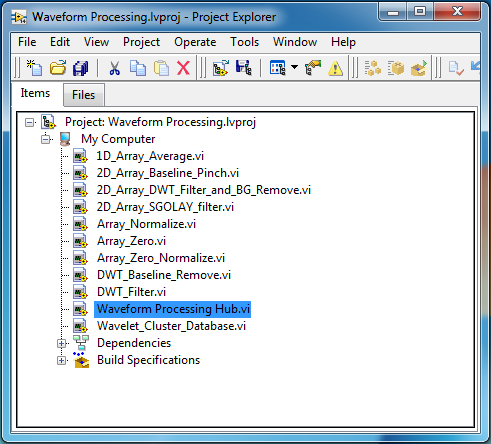 Waveform Processing.lvproj - Project Explorer
File Edit View Project Operate Tools Window Help
Items Files
Project: Waveform Processing.lvproj
My Computer
1D_Array_Average.vi
2D_Array_Baseline_Pinch.vi
2D_Array_DWT_Filter_and_BG_Remove.vi
2D_Array_SGOLAY_filter.vi
Array_Normalize.vi
Array_Zero.vi
Array_Zero_Normalize.vi
DWT_Baseline_Remove.vi
DWT_Filter.vi
Waveform Processing Hub.vi
Wavelet_Cluster_Database.vi
Dependencies
Build Specifications